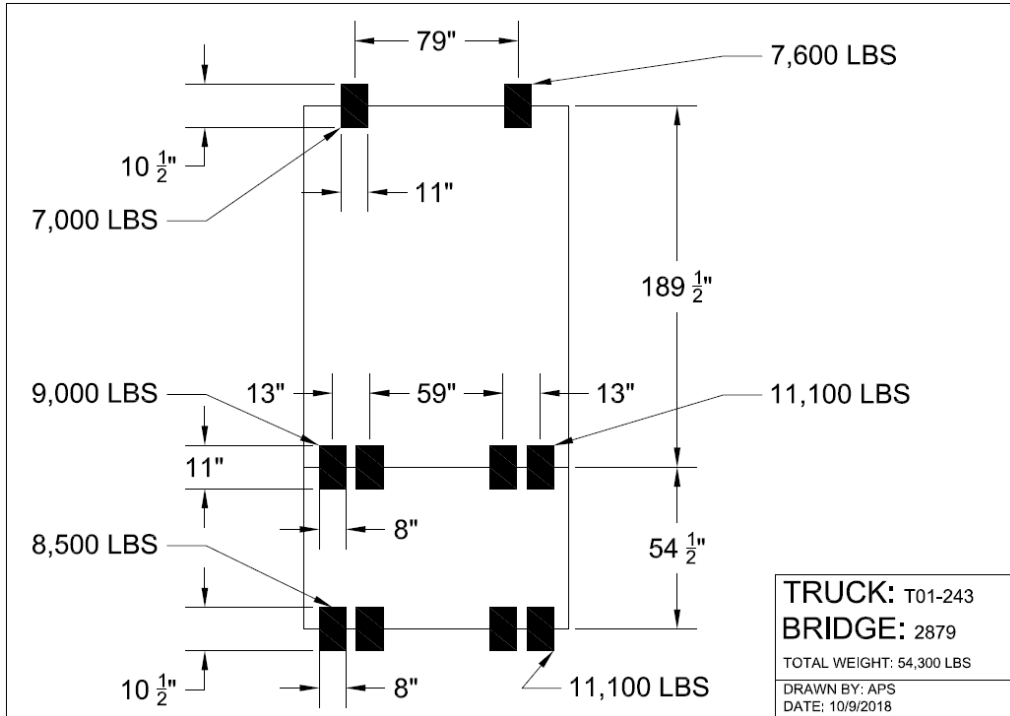 79"
7,600 LBS
10 1/2"
11"
7,000 LBS
189 1/2"
9,000 LBS
13"
59"
13"
11,100 LBS
11"
8"
8,500 LBS
54 1/2"
10 1/2"
8"
11,100 LBS
TRUCK: T01-243
BRIDGE: 2879
TOTAL WEIGHT: 54,300 LBS
DRAWN BY: APS
DATE: 10/9/2018